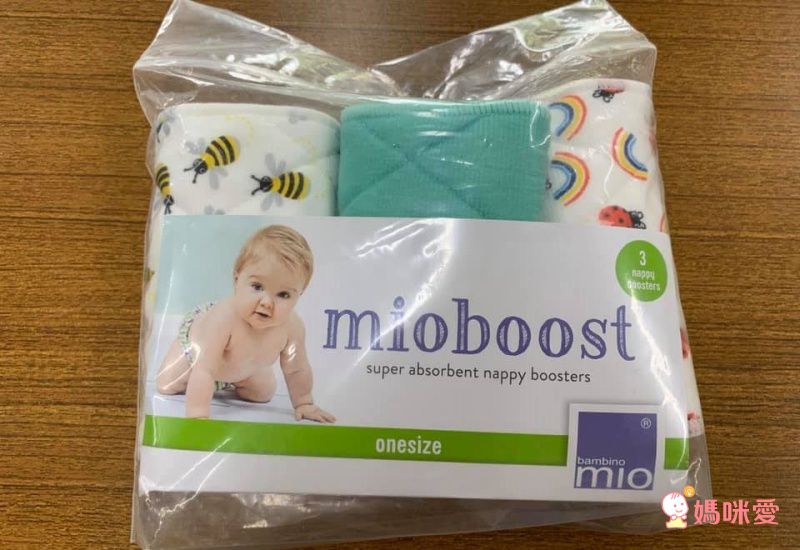 3
nappy
boosters
mioboost
super absorbent nappy boosters
onesize
®
bambino
mio
媽咪愛